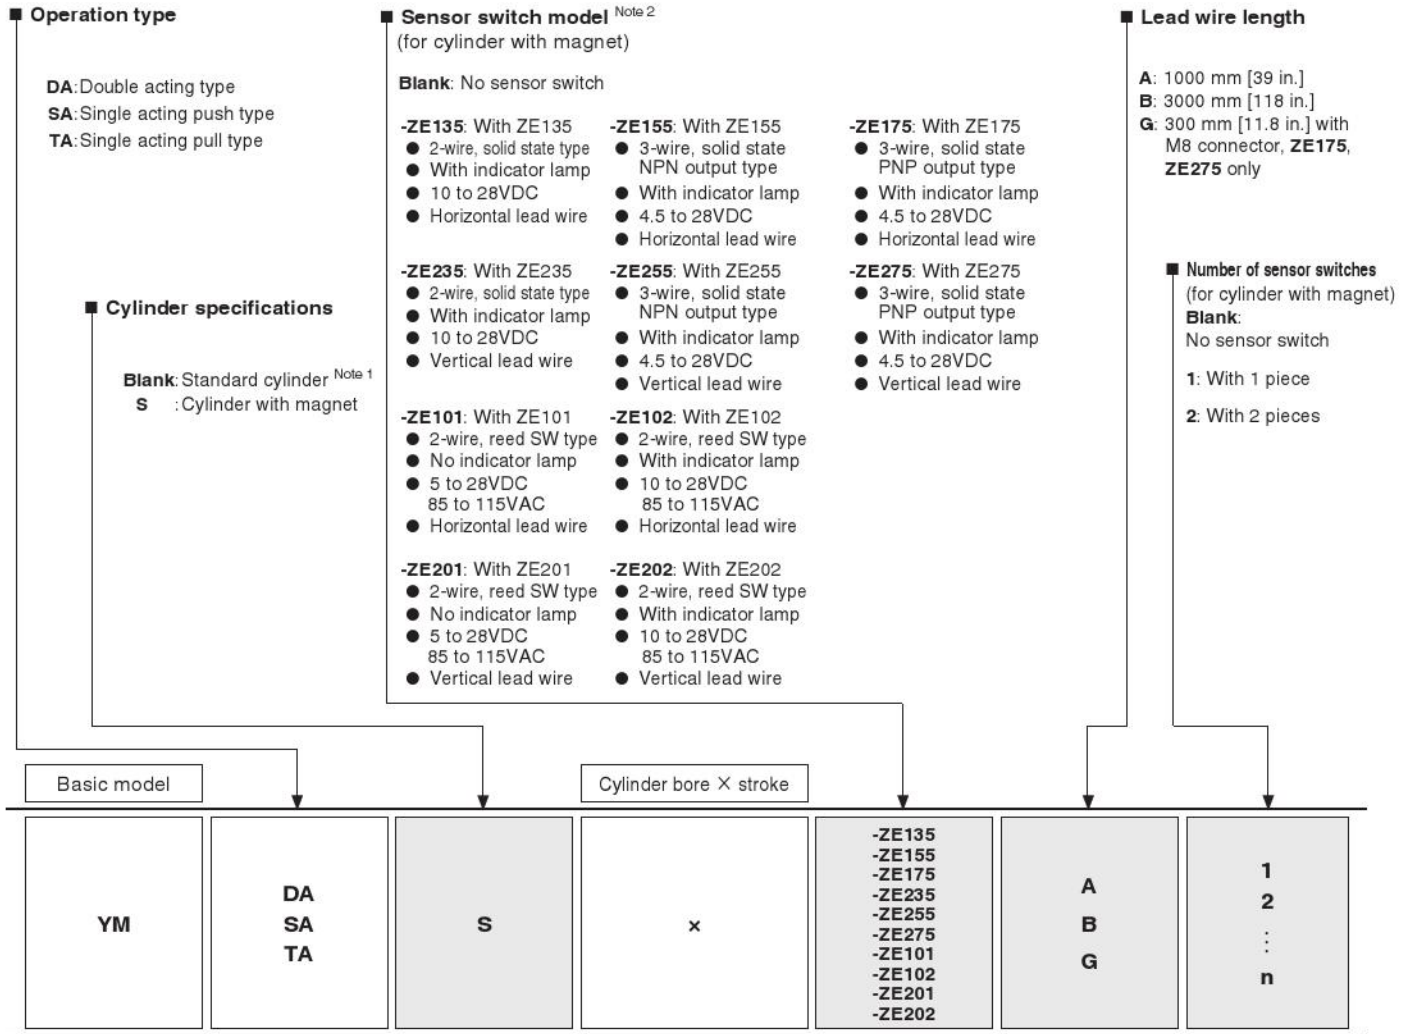 ■ Operation type
DA:Double acting type
SA:Single acting push type
TA:Single acting pull type
■ Cylinder specifications
Blank:Standard cylinder Note 1
S :Cylinder with magnet
■ Sensor switch model Note 2
(for cylinder with magnet)
Blank: No sensor switch
-ZE135: With ZE135
● 2-wire, solid state type
● With indicator lamp
● 10 to 28VDC
● Horizontal lead wire
-ZE155: With ZE155
● 3-wire, solid state
NPN output type
● With indicator lamp
● 4.5 to 28VDC
● Horizontal lead wire
-ZE175: With ZE175
● 3-wire, solid state
PNP output type
● With indicator lamp
● 4.5 to 28VDC
● Horizontal lead wire
-ZE235: With ZE235
● 2-wire, solid state type
● With indicator lamp
● 10 to 28VDC
● Vertical lead wire
-ZE255: With ZE255
● 3-wire, solid state
NPN output type
● With indicator lamp
● 4.5 to 28VDC
● Vertical lead wire
-ZE275: With ZE275
● 3-wire, solid state
PNP output type
● With indicator lamp
● 4.5 to 28VDC
● Vertical lead wire
-ZE101: With ZE101
● 2-wire, reed SW type
● No indicator lamp
● 5 to 28VDC
85 to 115VAC
● Horizontal lead wire
-ZE102: With ZE102
● 2-wire, reed SW type
● With indicator lamp
● 10 to 28VDC
85 to 115VAC
● Horizontal lead wire
-ZE201: With ZE201
● 2-wire, reed SW type
● No indicator lamp
● 5 to 28VDC
85 to 115VAC
● Vertical lead wire
-ZE202: With ZE202
● 2-wire, reed SW type
● With indicator lamp
● 10 to 28VDC
85 to 115VAC
● Vertical lead wire
■ Lead wire length
A: 1000 mm [39 in.]
B: 3000 mm [118 in.]
G: 300 mm [11.8 in.] with
M8 connector, ZE175,
ZE275 only
■ Number of sensor switches
(for cylinder with magnet)
Blank:
No sensor switch
1: With 1 piece
2: With 2 pieces
Basic model
Cylinder bore × stroke
YM
DA
SA
TA
S
×
-ZE135
-ZE155
-ZE175
-ZE235
-ZE255
-ZE275
-ZE101
-ZE102
-ZE201
-ZE202
A
B
G
1
2
⋮
n